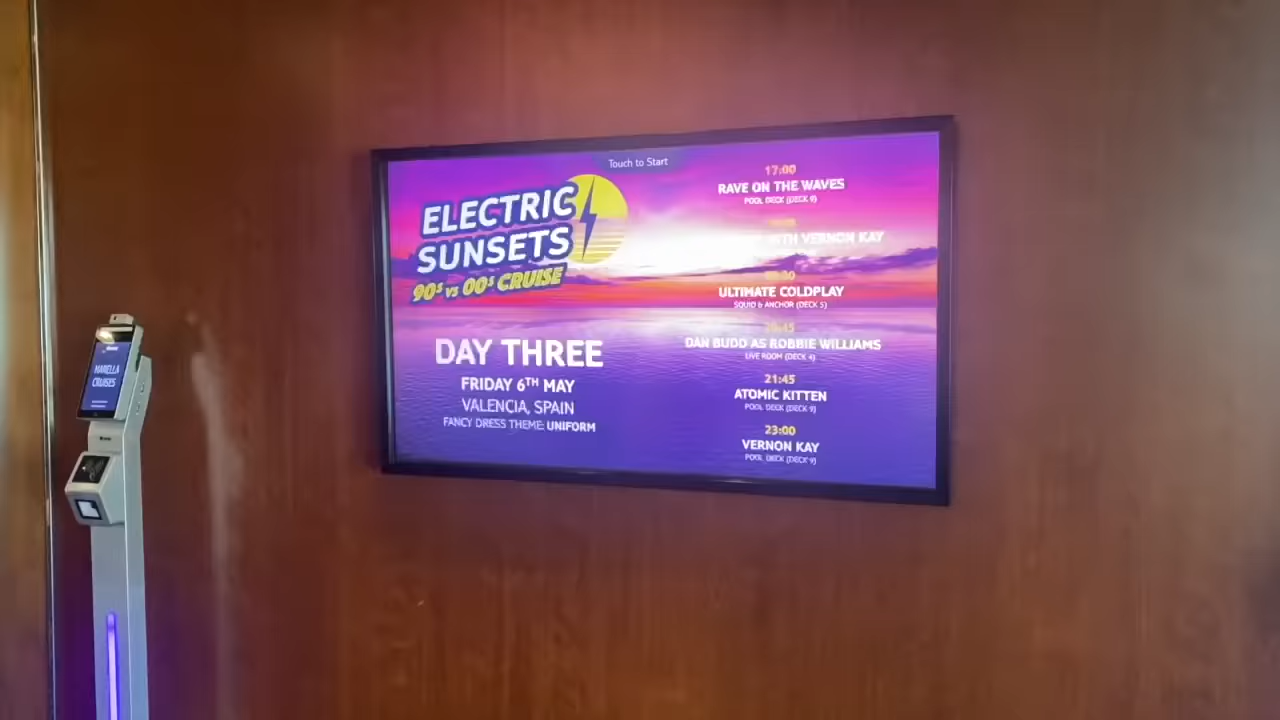 Touch to Start
ELECTRIC
SUNSETS
90s vs 00s CRUISE
DAY THREE
FRIDAY 6TH MAY
VALENCIA, SPAIN
FANCY DRESS THEME: UNIFORM
17:00
RAVE ON THE WAVES
POOL DECK (DECK 9)
WITH VERNON KAY
ULTIMATE COLDPLAY
SQUID & ANCHOR (DECK 5)
DAN BUDD AS ROBBIE WILLIAMS
LIVE ROOM (DECK 4)
21:45
ATOMIC KITTEN
POOL DECK (DECK 9)
23:00
VERNON KAY
POOL DECK (DECK 9)
MARELLA
CRUISES